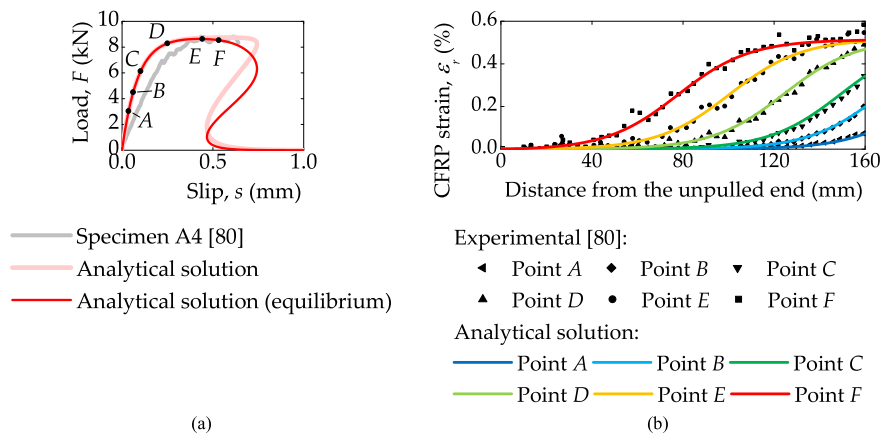 10
8
6
4
2
0
Load, F (kN)
A
B
C
D
E
F
0.0
0.5
1.0
Slip, s (mm)
Specimen A4 [80]
Analytical solution
Analytical solution (equilibrium)
(a)
0.6
0.4
0.2
0.0
CFRP strain, εr (%)
0 40 80 120 160
Distance from the unpulled end (mm)
Experimental [80]:
Point A Point B Point C
Point D Point E Point F
Analytical solution:
Point A Point B Point C
Point D Point E Point F
(b)